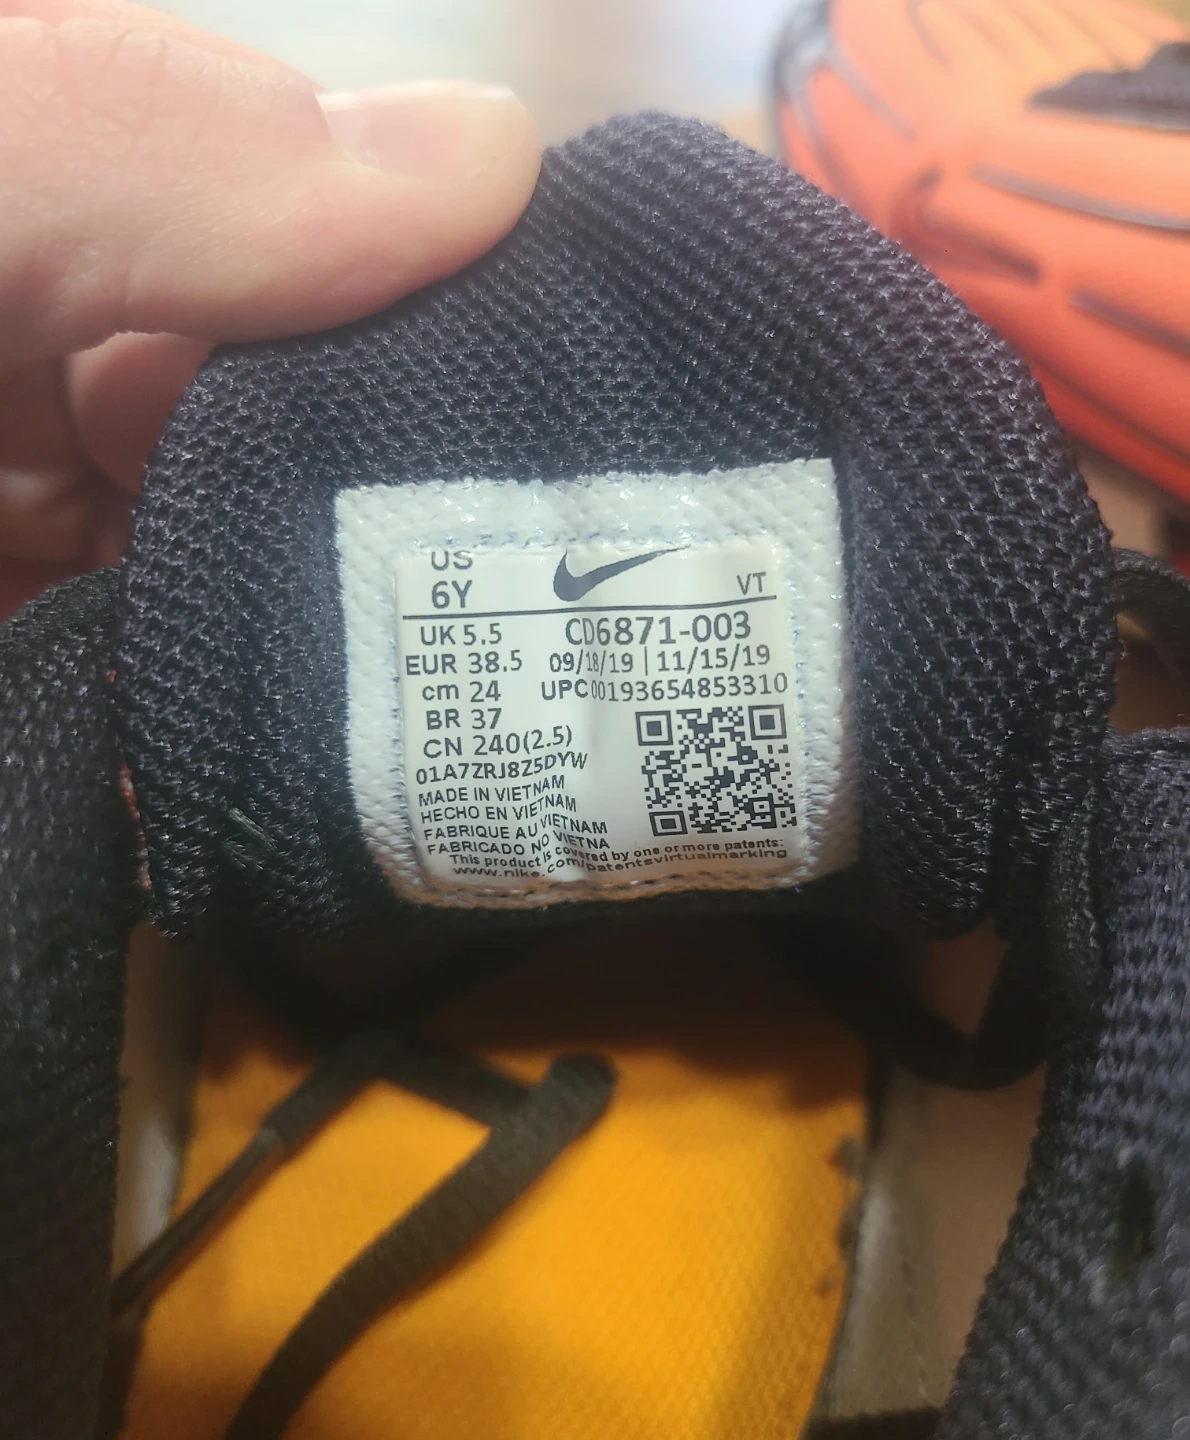 US
6Y
VT
UK 5.5
CD6871-003
EUR 38.5
09/18/19 | 11/15/19
cm 24
UPC00193654853310
BR 37
CN 240(2.5)
01A7ZRJ8Z5DYW
MADE IN VIETNAM
HECHO EN VIETNAM
FABRIQUE AU VIETNAM
FABRICADO NO VIETNA
This product is covered by one or more patents:
www.nike.com/patentsvirtualmarking